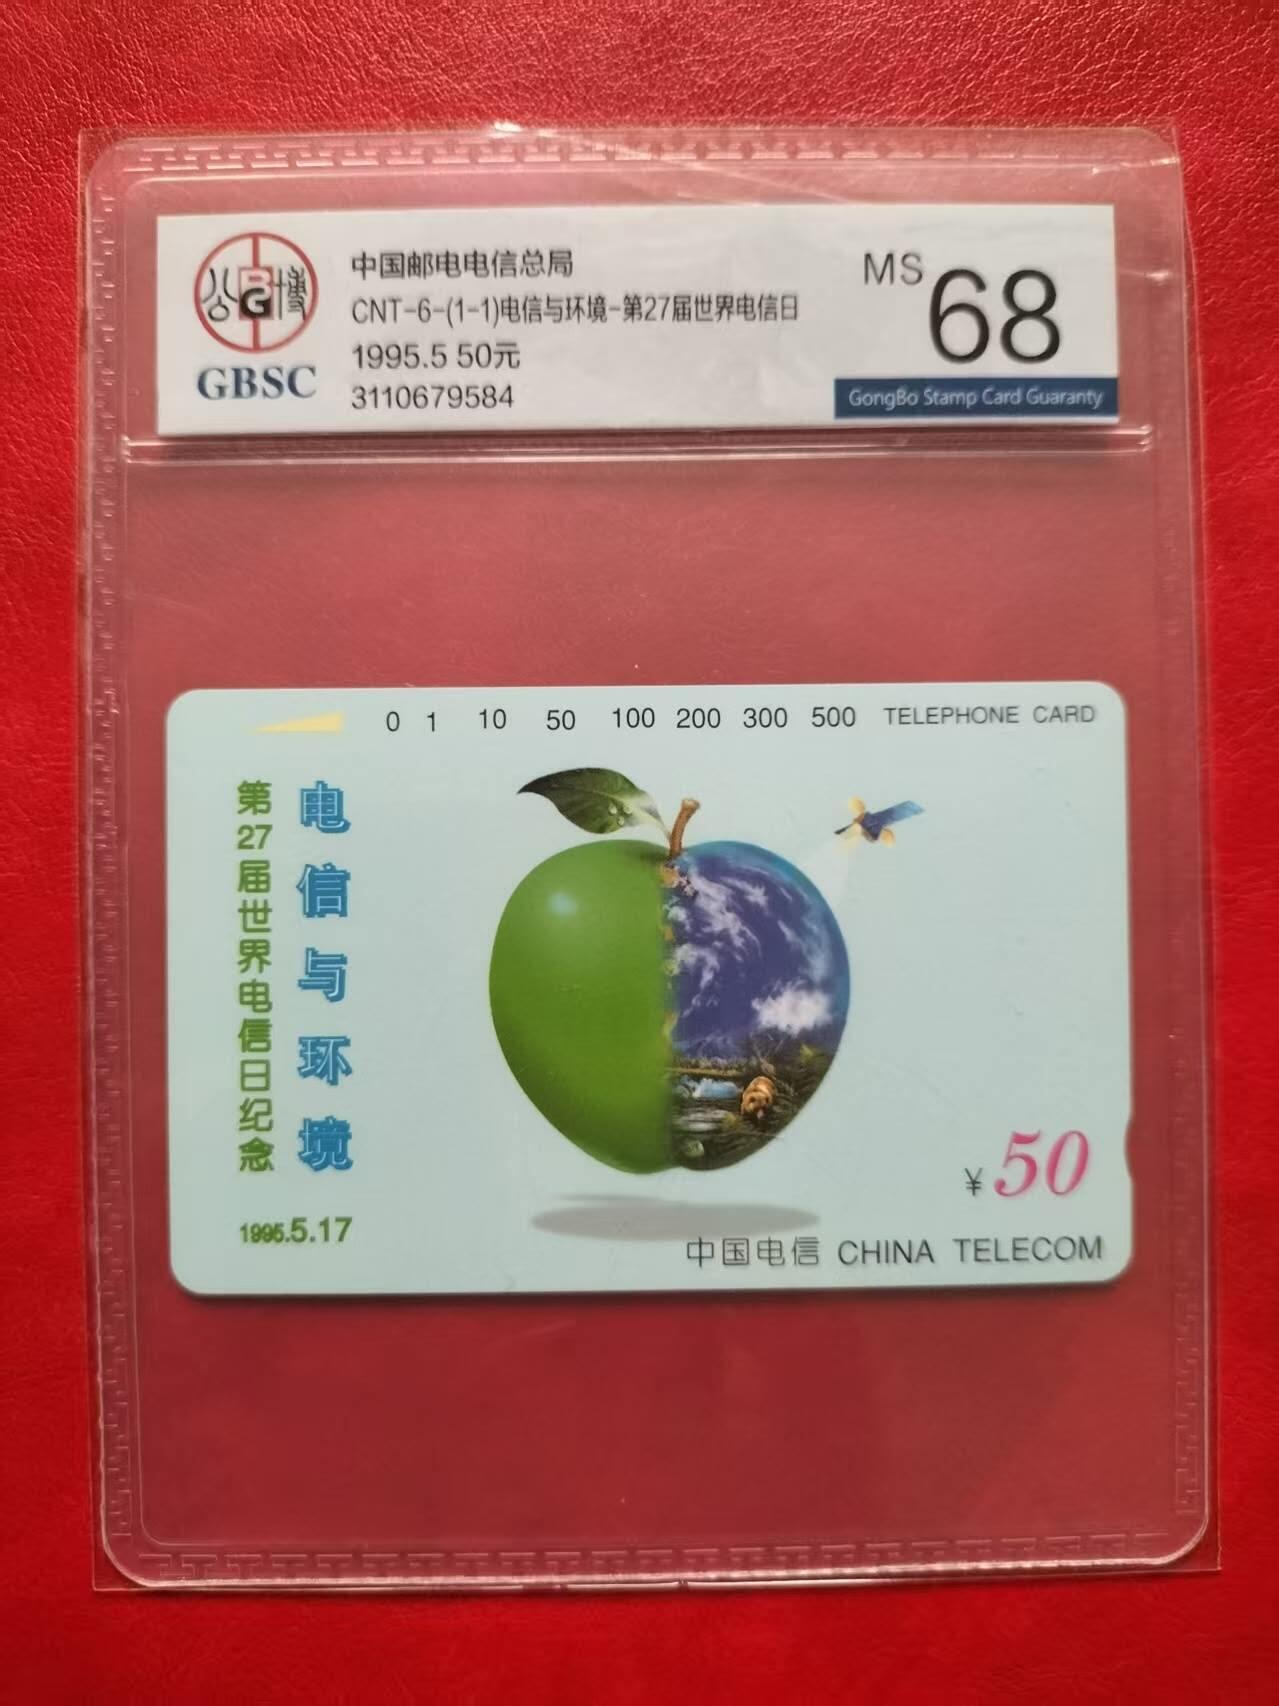 公博
BG
GBSC
中国邮电电信总局
CNT-6-(1-1)电信与环境-第27届世界电信日
1995.5 50元
3110679584
MS 68
GongBo Stamp Card Guaranty
0 1 10 50 100 200 300 500 TELEPHONE CARD
电信与环境
第27届世界电信日纪念
1995.5.17
¥50
中国电信 CHINA TELECOM